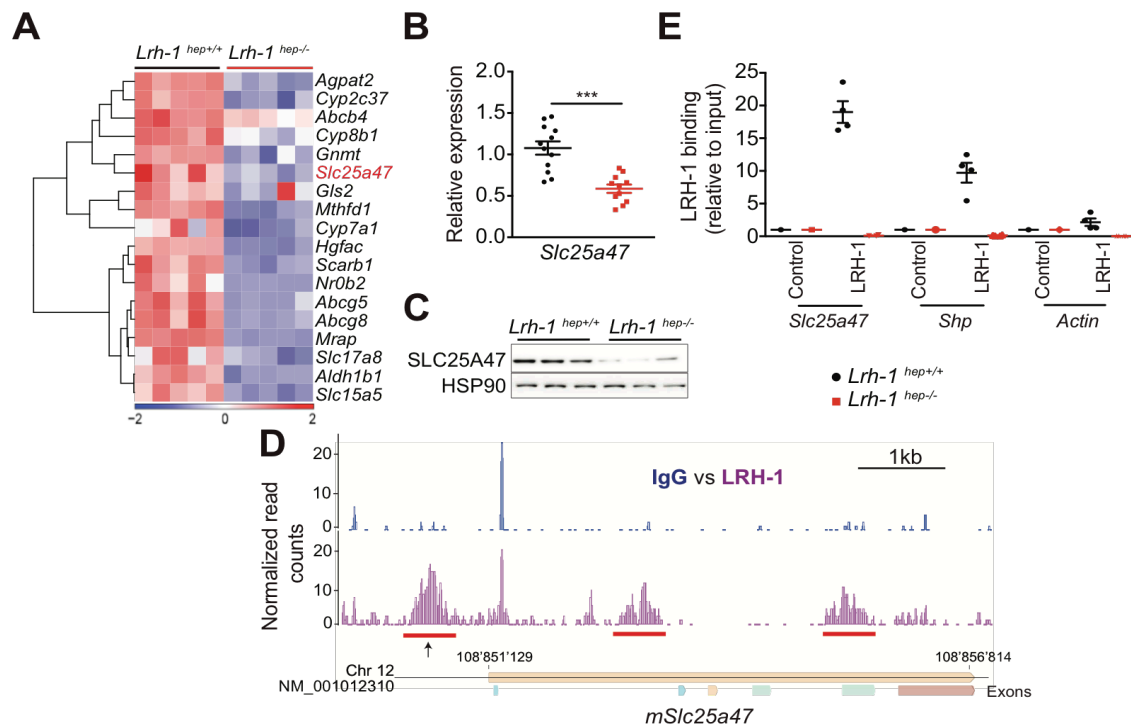 A
Lrh-1 hep+/+ Lrh-1 hep-/-
Agpat2
Cyp2c37
Abcb4
Cyp8b1
Gnmt
Slc25a47
Gls2
Mthfd1
Cyp7a1
Hgfac
Scarb1
Nr0b2
Abcg5
Abcg8
Mrap
Slc17a8
Aldh1b1
Slc15a5
-2 0 2
B
Relative expression
2.0
1.5
1.0
0.5
0.0
***
Slc25a47
C
Lrh-1 hep+/+ Lrh-1 hep-/-
SLC25A47
HSP90
E
LRH-1 binding
(relative to input)
25
20
15
10
5
0
Control LRH-1 Control LRH-1 Control LRH-1
Slc25a47 Shp Actin
Lrh-1 hep+/+
Lrh-1 hep-/-
D
Normalized read
counts
20
10
0
20
10
0
IgG vs LRH-1
1kb
108'851'129 108'856'814
Chr 12
NM_001012310 Exons
mSlc25a47